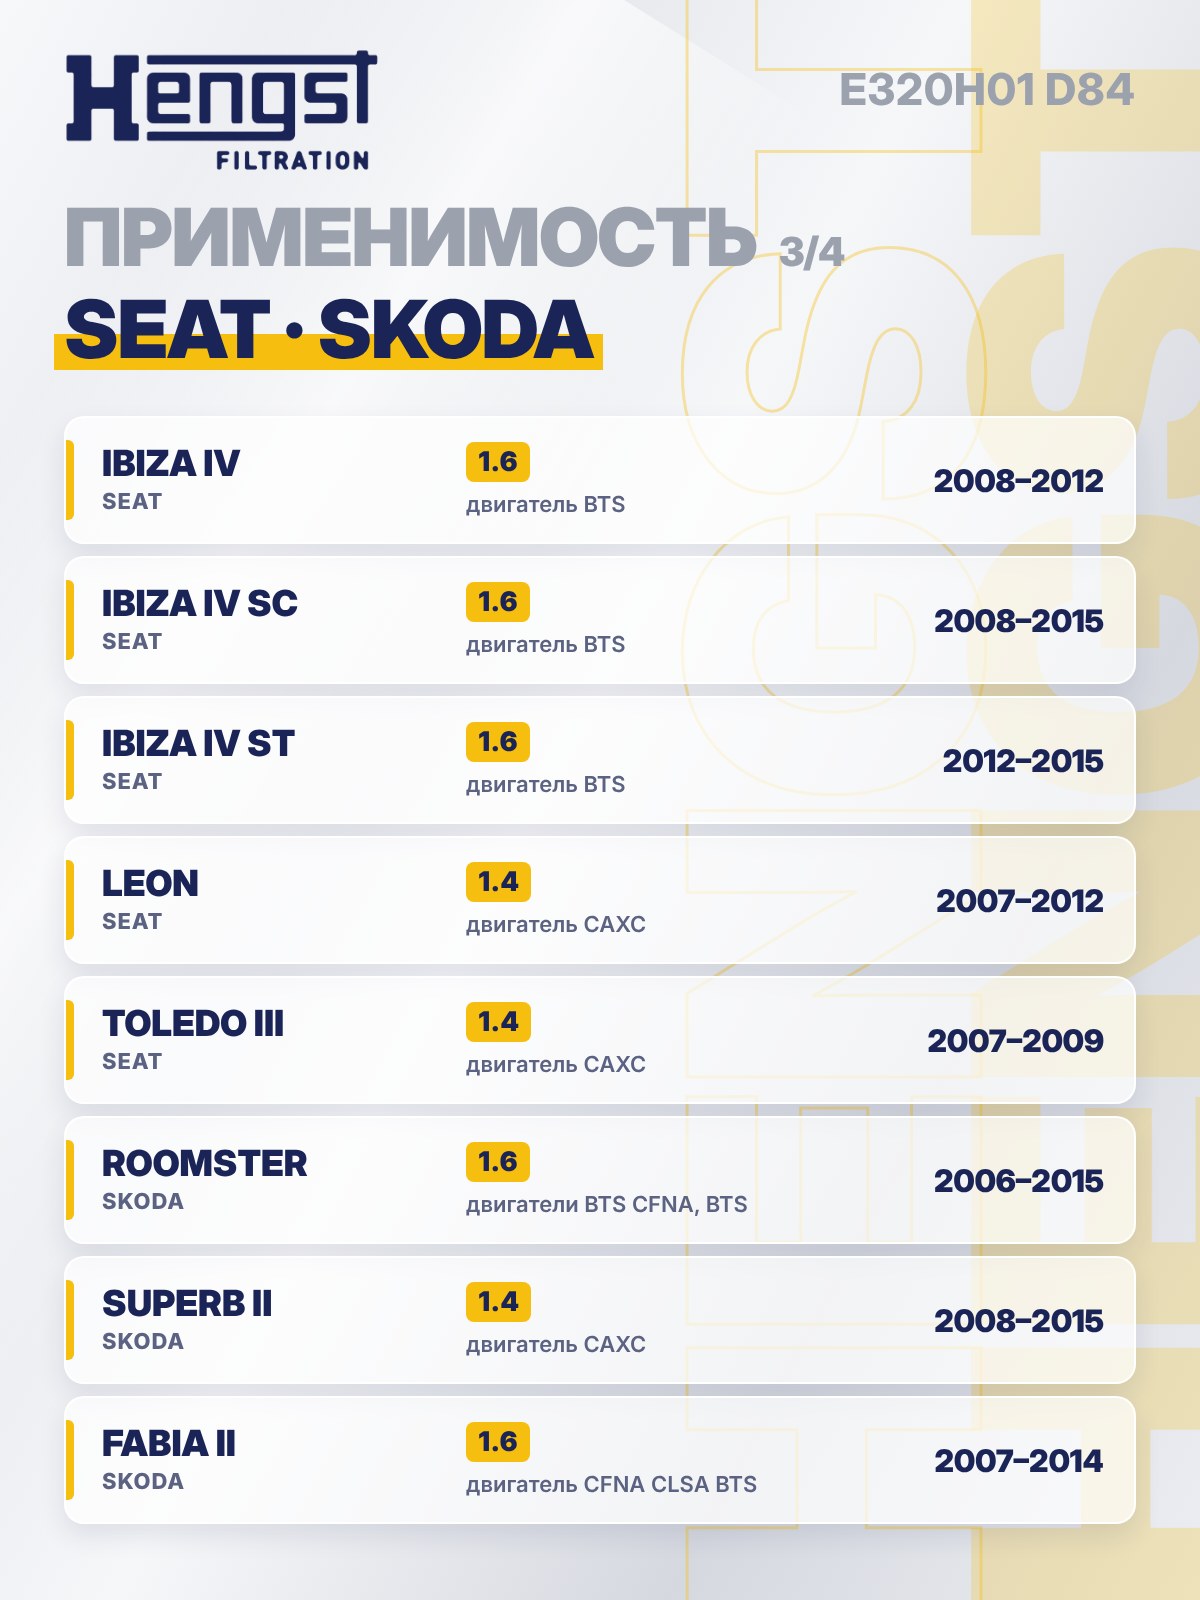 Hengst
FILTRATION
E320H01 D84
ПРИМЕНИМОСТЬ 3/4
SEAT · SKODA
IBIZA IV
SEAT
1.6
двигатель BTS
2008–2012
IBIZA IV SC
SEAT
1.6
двигатель BTS
2008–2015
IBIZA IV ST
SEAT
1.6
двигатель BTS
2012–2015
LEON
SEAT
1.4
двигатель CAXC
2007–2012
TOLEDO III
SEAT
1.4
двигатель CAXC
2007–2009
ROOMSTER
SKODA
1.6
двигатели BTS CFNA, BTS
2006–2015
SUPERB II
SKODA
1.4
двигатель CAXC
2008–2015
FABIA II
SKODA
1.6
двигатель CFNA CLSA BTS
2007–2014
HENGST
HENGST